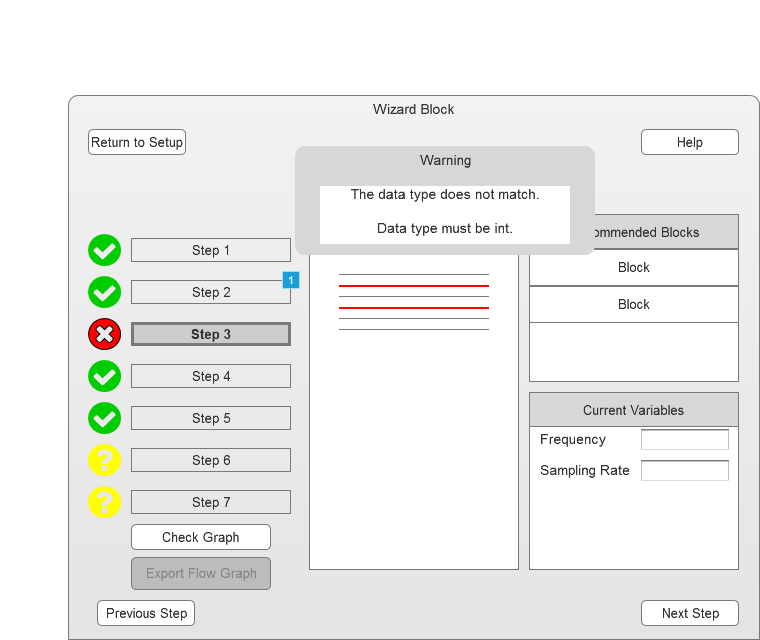 Wizard Block
Return to Setup
Help
Warning
The data type does not match.
Data type must be int.
Step 1
Step 2
1
Step 3
Step 4
Step 5
Step 6
Step 7
Check Graph
Export Flow Graph
Previous Step
Blocks
Block
Block
Current Variables
Frequency
Sampling Rate
Next Step